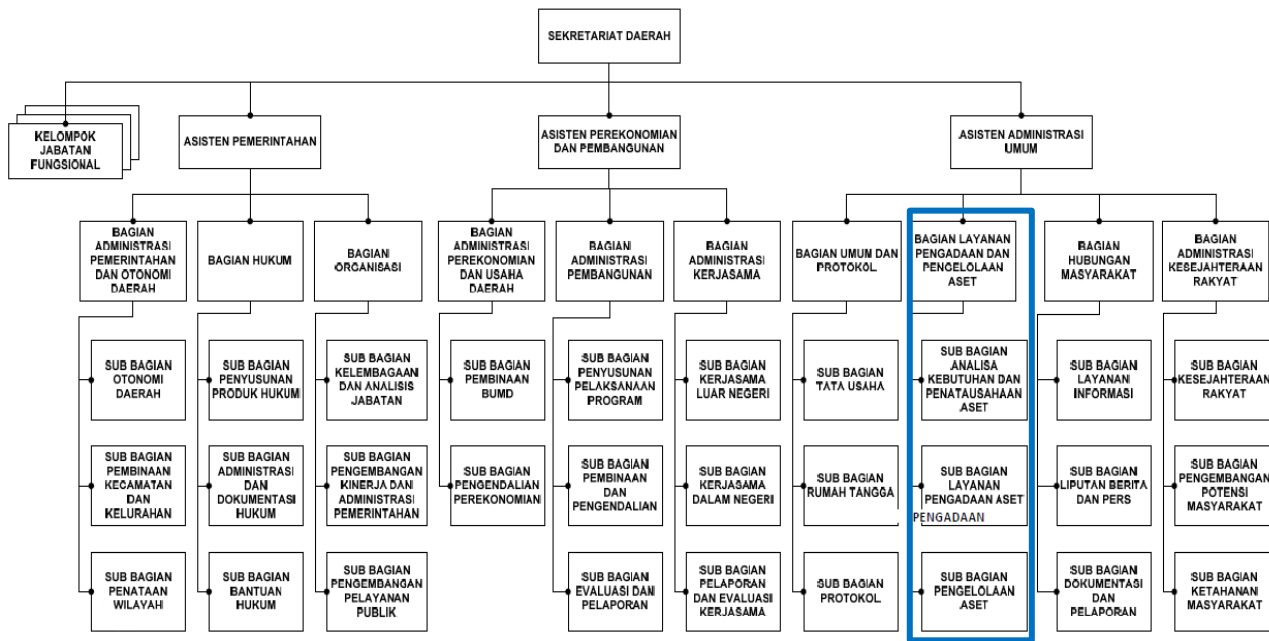 SEKRETARIAT DAERAH
KELOMPOK
JABATAN
FUNGSIONAL
ASISTEN PEMERINTAHAN
ASISTEN PEREKONOMIAN
DAN PEMBANGUNAN
ASISTEN ADMINISTRASI
UMUM
BAGIAN
ADMINISTRASI
PEMERINTAHAN
DAN OTONOMI
DAERAH
BAGIAN HUKUM
BAGIAN
ORGANISASI
BAGIAN
ADMINISTRASI
PEREKONOMIAN
DAN USAHA
DAERAH
BAGIAN
ADMINISTRASI
PEMBANGUNAN
BAGIAN
ADMINISTRASI
KERJASAMA
BAGIAN UMUM DAN
PROTOKOL
BAGIAN LAYANAN
PENGADAAN DAN
PENGELOLAAN
ASET
BAGIAN
HUBUNGAN
MASYARAKAT
BAGIAN
ADMINISTRASI
KESEJAHTERAAN
RAKYAT
SUB BAGIAN
OTONOMI
DAERAH
SUB BAGIAN
PENYUSUNAN
PRODUK HUKUM
SUB BAGIAN
KELEMBAGAAN
DAN ANALISIS
JABATAN
SUB BAGIAN
PEMBINAAN
BUMD
SUB BAGIAN
PENYUSUNAN
PELAKSANAAN
PROGRAM
SUB BAGIAN
KERJASAMA
LUAR NEGERI
SUB BAGIAN
TATA USAHA
SUB BAGIAN
ANALISA
KEBUTUHAN DAN
PENATAUSAHAAN
ASET
SUB BAGIAN
LAYANAN
INFORMASI
SUB BAGIAN
KESEJAHTERAAN
RAKYAT
SUB BAGIAN
PEMBINAAN
KECAMATAN
DAN
KELURAHAN
SUB BAGIAN
ADMINISTRASI
DAN
DOKUMENTASI
HUKUM
SUB BAGIAN
PENGEMBANGAN
KINERJA DAN
ADMINISTRASI
PEMERINTAHAN
SUB BAGIAN
PENGENDALIAN
PEREKONOMIAN
SUB BAGIAN
PEMBINAAN
DAN
PENGENDALIAN
SUB BAGIAN
KERJASAMA
DALAM NEGERI
SUB BAGIAN
RUMAH TANGGA
SUB BAGIAN
LAYANAN
PENGADAAN ASET
PENGADAAN
SUB BAGIAN
LIPUTAN BERITA
DAN PERS
SUB BAGIAN
PENGEMBANGAN
POTENSI
MASYARAKAT
SUB BAGIAN
PENATAAN
WILAYAH
SUB BAGIAN
BANTUAN
HUKUM
SUB BAGIAN
PENGEMBANGAN
PELAYANAN
PUBLIK
SUB BAGIAN
EVALUASI DAN
PELAPORAN
SUB BAGIAN
PELAPORAN
DAN EVALUASI
KERJASAMA
SUB BAGIAN
PROTOKOL
SUB BAGIAN
PENGELOLAAN
ASET
SUB BAGIAN
DOKUMENTASI
DAN
PELAPORAN
SUB BAGIAN
KETAHANAN
MASYARAKAT